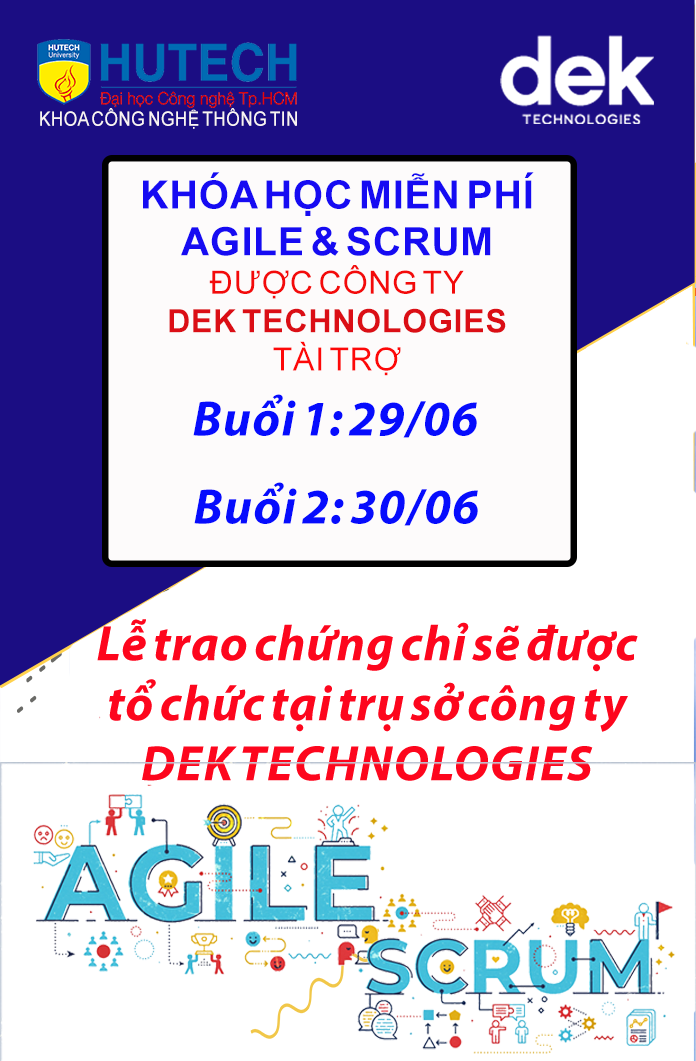 HUTECH
University
HUTECH
Đại học Công nghệ Tp.HCM
KHOA CÔNG NGHỆ THÔNG TIN
dek
TECHNOLOGIES
KHÓA HỌC MIỄN PHÍ
AGILE & SCRUM
ĐƯỢC CÔNG TY
DEK TECHNOLOGIES
TÀI TRỢ
Buổi 1: 29/06
Buổi 2: 30/06
Lễ trao chứng chỉ sẽ được
tổ chức tại trụ sở công ty
DEK TECHNOLOGIES
AGILE
SCRUM